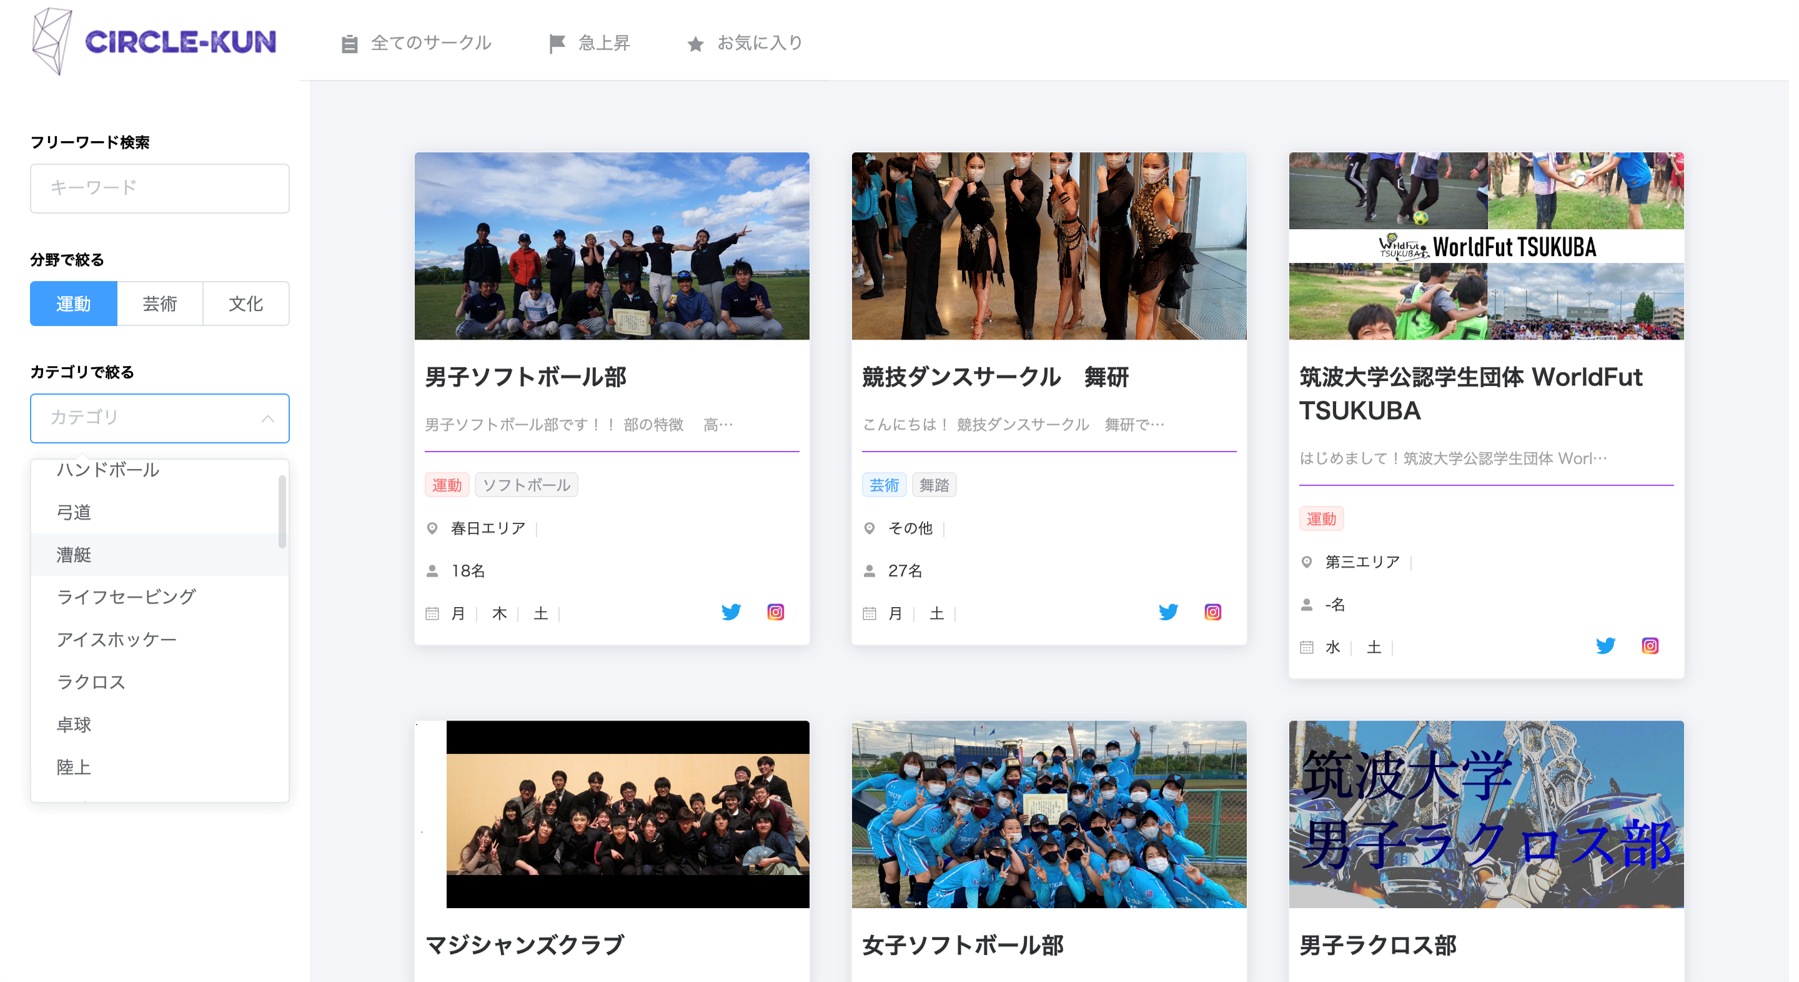 CIRCLE-KUN
全てのサークル
急上昇
お気に入り
フリーワード検索
キーワード
分野で絞る
運動
芸術
文化
カテゴリで絞る
カテゴリ
ハンドボール
弓道
漕艇
ライフセービング
アイスホッケー
ラクロス
卓球
陸上
男子ソフトボール部
男子ソフトボール部です！！ 部の特徴　高…
運動 ソフトボール
春日エリア
18名
月 木 土
競技ダンスサークル　舞研
こんにちは！ 競技ダンスサークル　舞研で…
芸術 舞踏
その他
27名
月 土
WorldFut TSUKUBA WorldFut TSUKUBA
筑波大学公認学生団体 WorldFut
TSUKUBA
はじめまして！筑波大学公認学生団体 Worl…
運動
第三エリア
-名
水 土
マジシャンズクラブ
女子ソフトボール部
筑波大学
男子ラクロス部
男子ラクロス部